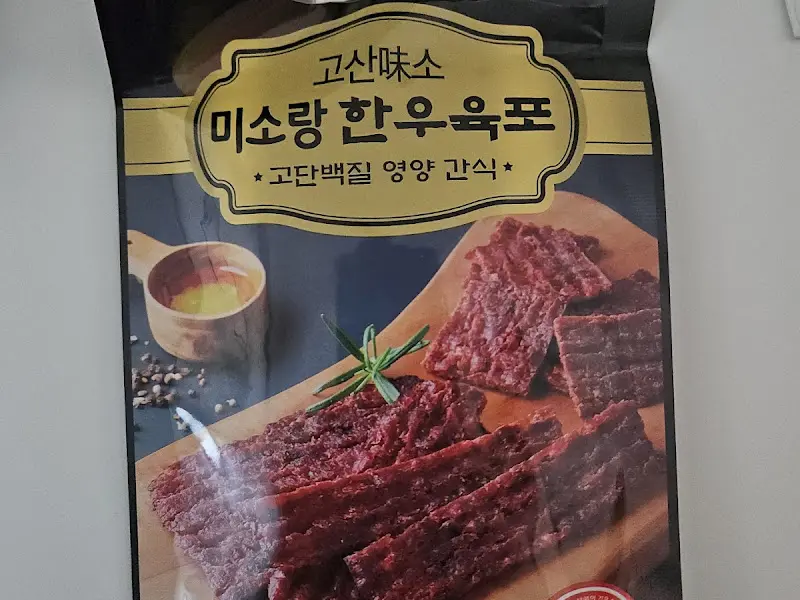 고산味소
미소랑 한우육포
★고단백질 영양 간식★